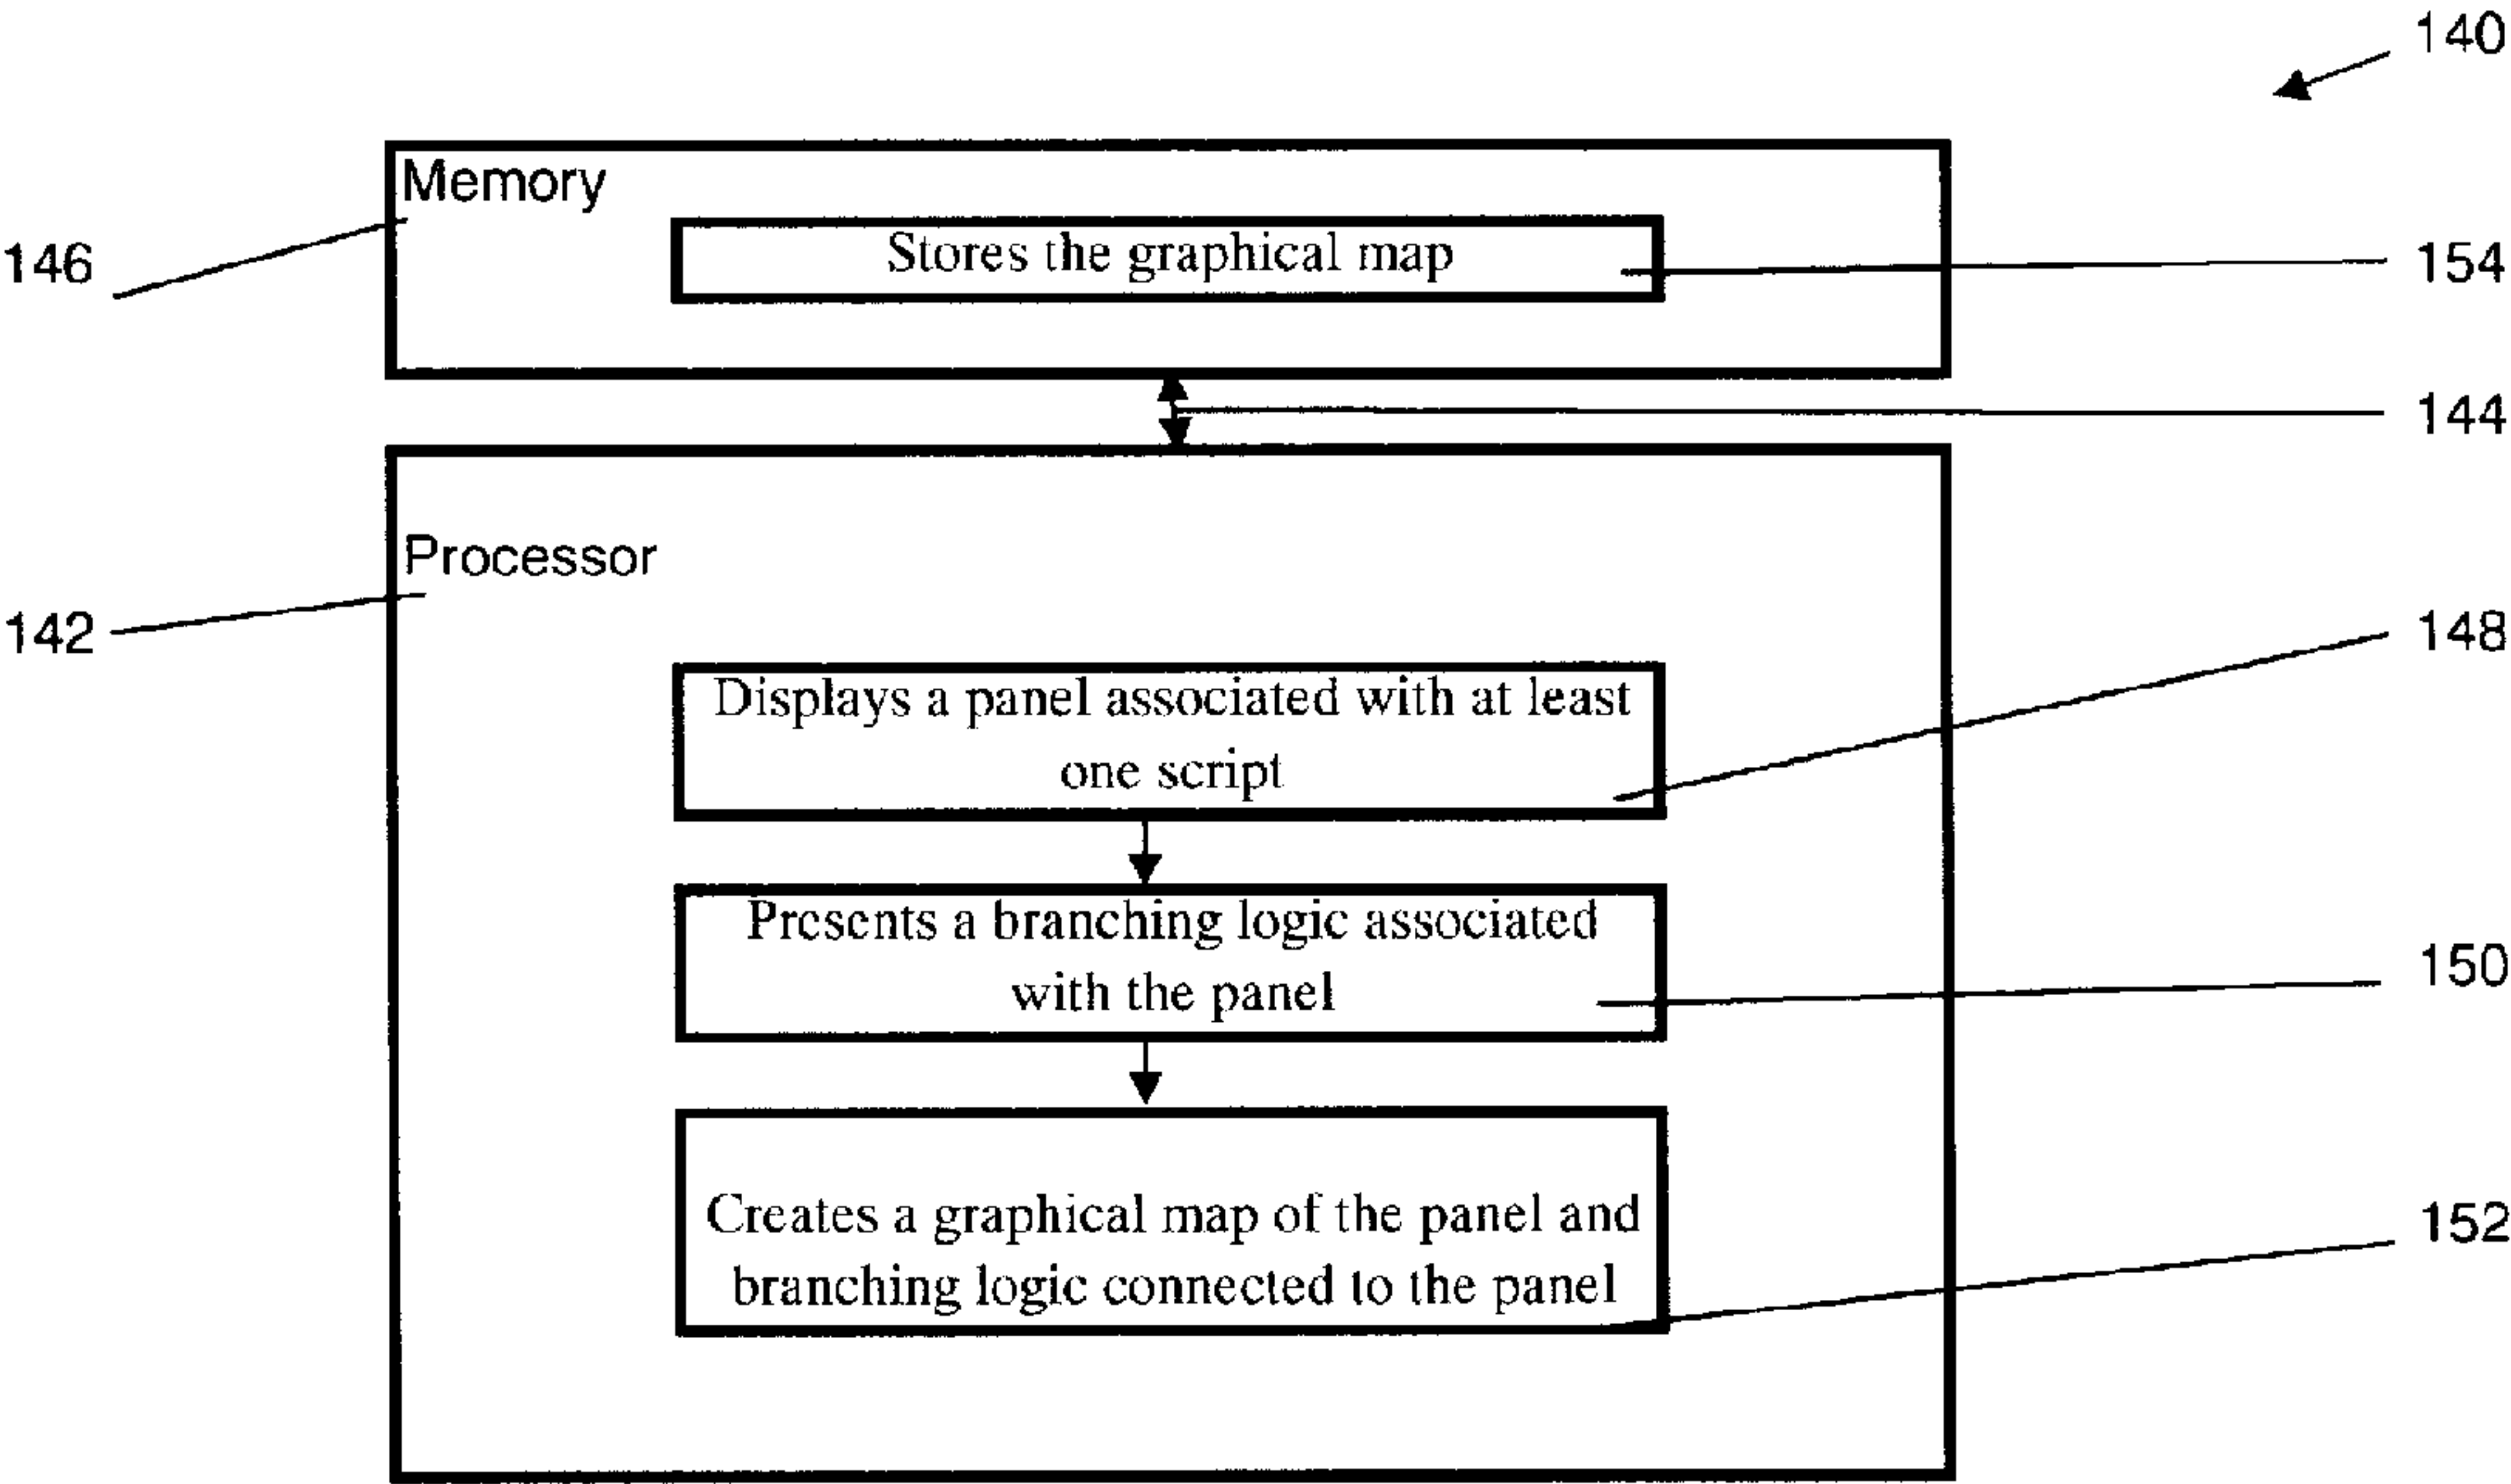 140
Memory
146
Stores the graphical map
154
144
Processor
142
148
Displays a panel associated with at least
one script
Presents a branching logic associated
with the panel
150
Creates a graphical map of the panel and
branching logic connected to the panel
152